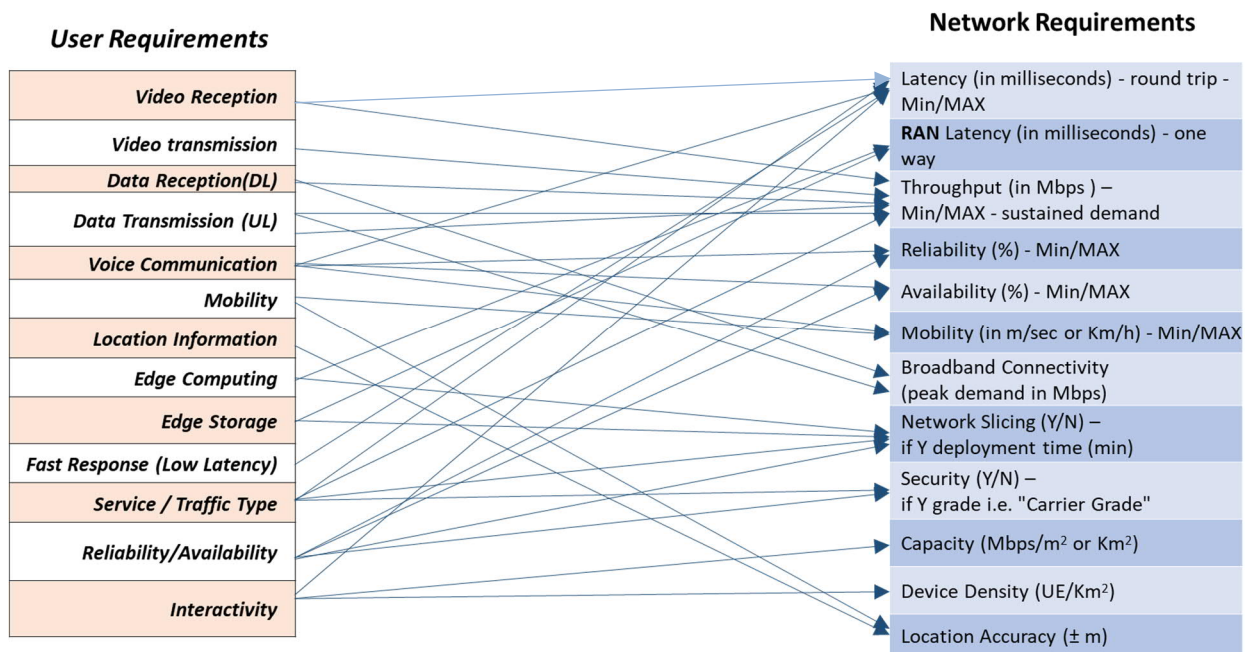 User Requirements
Video Reception
Video transmission
Data Reception(DL)
Data Transmission (UL)
Voice Communication
Mobility
Location Information
Edge Computing
Edge Storage
Fast Response (Low Latency)
Service / Traffic Type
Reliability/Availability
Interactivity
Network Requirements
Latency (in milliseconds) - round trip -
Min/MAX
RAN Latency (in milliseconds) - one
way
Throughput (in Mbps ) –
Min/MAX - sustained demand
Reliability (%) - Min/MAX
Availability (%) - Min/MAX
Mobility (in m/sec or Km/h) - Min/MAX
Broadband Connectivity
(peak demand in Mbps)
Network Slicing (Y/N) –
if Y deployment time (min)
Security (Y/N) –
if Y grade i.e. "Carrier Grade"
Capacity (Mbps/m² or Km²)
Device Density (UE/Km²)
Location Accuracy (± m)